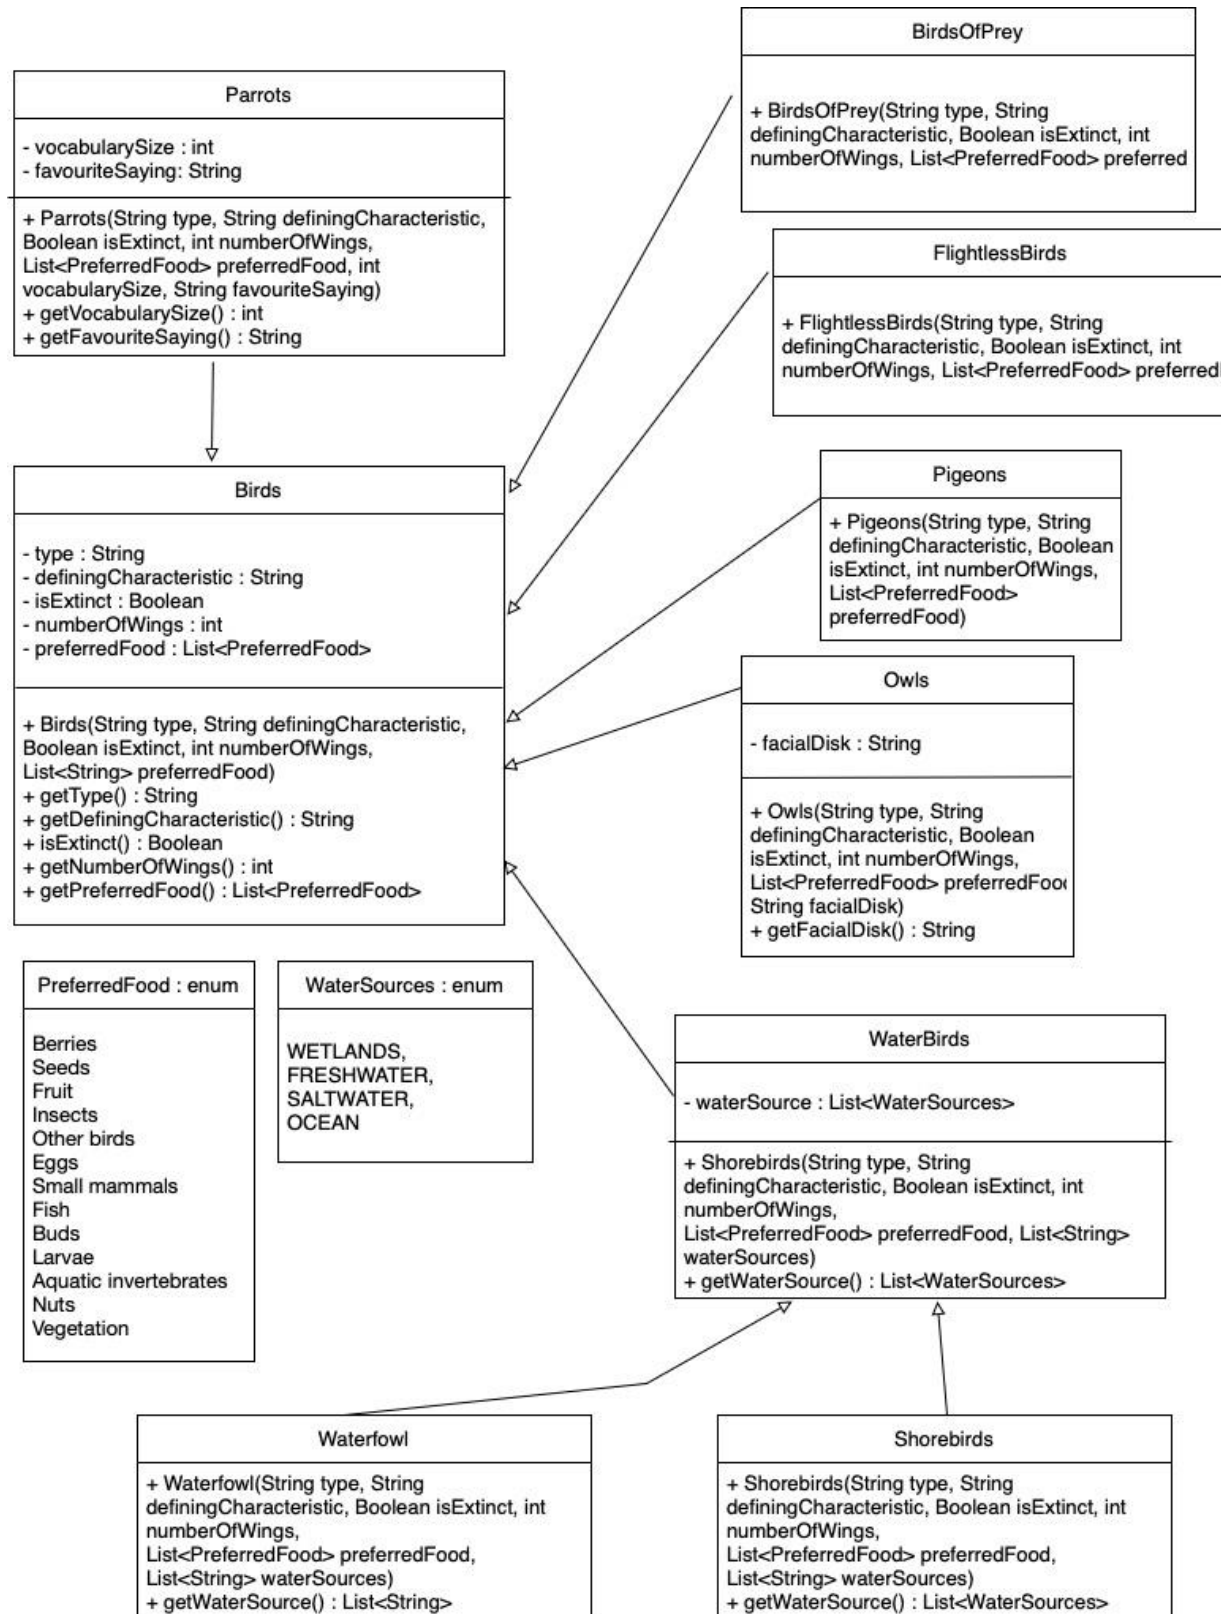 BirdsOfPrey
+ BirdsOfPrey(String type, String
definingCharacteristic, Boolean isExtinct, int
numberOfWings, List<PreferredFood> preferred
Parrots
- vocabularySize : int
- favouriteSaying: String
+ Parrots(String type, String definingCharacteristic,
Boolean isExtinct, int numberOfWings,
List<PreferredFood> preferredFood, int
vocabularySize, String favouriteSaying)
+ getVocabularySize() : int
+ getFavouriteSaying() : String
FlightlessBirds
+ FlightlessBirds(String type, String
definingCharacteristic, Boolean isExtinct, int
numberOfWings, List<PreferredFood> preferred
Birds
- type : String
- definingCharacteristic : String
- isExtinct : Boolean
- numberOfWings : int
- preferredFood : List<PreferredFood>
+ Birds(String type, String definingCharacteristic,
Boolean isExtinct, int numberOfWings,
List<String> preferredFood)
+ getType() : String
+ getDefiningCharacteristic() : String
+ isExtinct() : Boolean
+ getNumberOfWings() : int
+ getPreferredFood() : List<PreferredFood>
Pigeons
+ Pigeons(String type, String
definingCharacteristic, Boolean
isExtinct, int numberOfWings,
List<PreferredFood>
preferredFood)
Owls
- facialDisk : String
+ Owls(String type, String
definingCharacteristic, Boolean
isExtinct, int numberOfWings,
List<PreferredFood> preferredFood
String facialDisk)
+ getFacialDisk() : String
PreferredFood : enum
Berries
Seeds
Fruit
Insects
Other birds
Eggs
Small mammals
Fish
Buds
Larvae
Aquatic invertebrates
Nuts
Vegetation
WaterSources : enum
WETLANDS,
FRESHWATER,
SALTWATER,
OCEAN
WaterBirds
- waterSource : List<WaterSources>
+ Shorebirds(String type, String
definingCharacteristic, Boolean isExtinct, int
numberOfWings,
List<PreferredFood> preferredFood, List<String>
waterSources)
+ getWaterSource() : List<WaterSources>
Waterfowl
+ Waterfowl(String type, String
definingCharacteristic, Boolean isExtinct, int
numberOfWings,
List<PreferredFood> preferredFood,
List<String> waterSources)
+ getWaterSource() : List<String>
Shorebirds
+ Shorebirds(String type, String
definingCharacteristic, Boolean isExtinct, int
numberOfWings,
List<PreferredFood> preferredFood,
List<String> waterSources)
+ getWaterSource() : List<WaterSources>